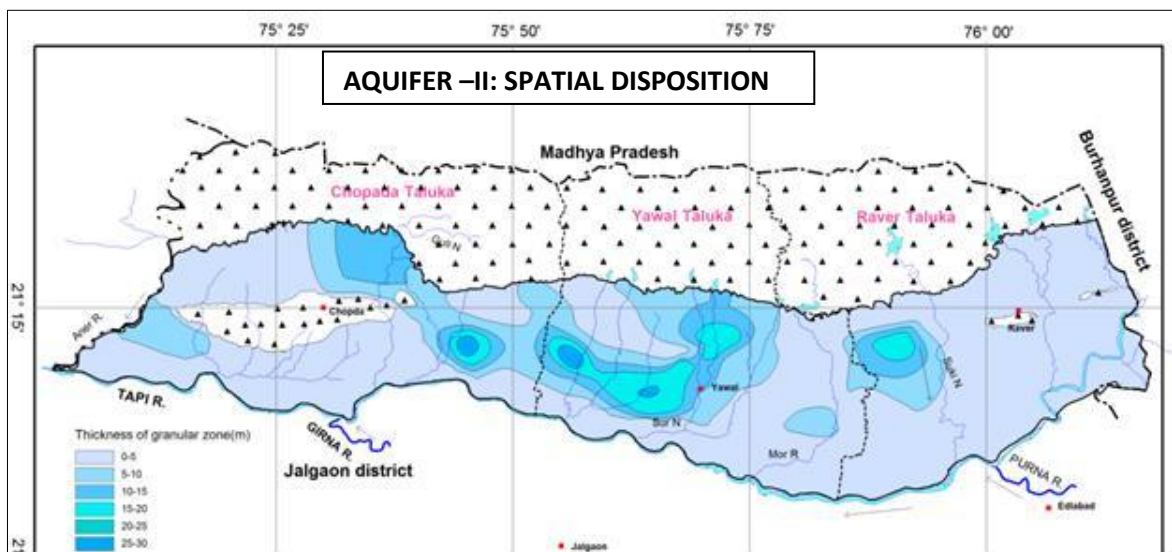 75° 25'
75° 50'
75° 75'
76° 00'
AQUIFER –II: SPATIAL DISPOSITION
Madhya Pradesh
Burhanpur district
Chopada Taluka
Yawal Taluka
Raver Taluka
Guli N
21°
15'
Aner R.
Chopda
Raver
Suki N
Yawal
TAPI R.
Sur N
GIRNA R.
Mor R.
Jalgaon district
PURNA R.
Edlabad
Thickness of granular zone(m)
0-5
5-10
10-15
15-20
20-25
25-30
Jalgaon